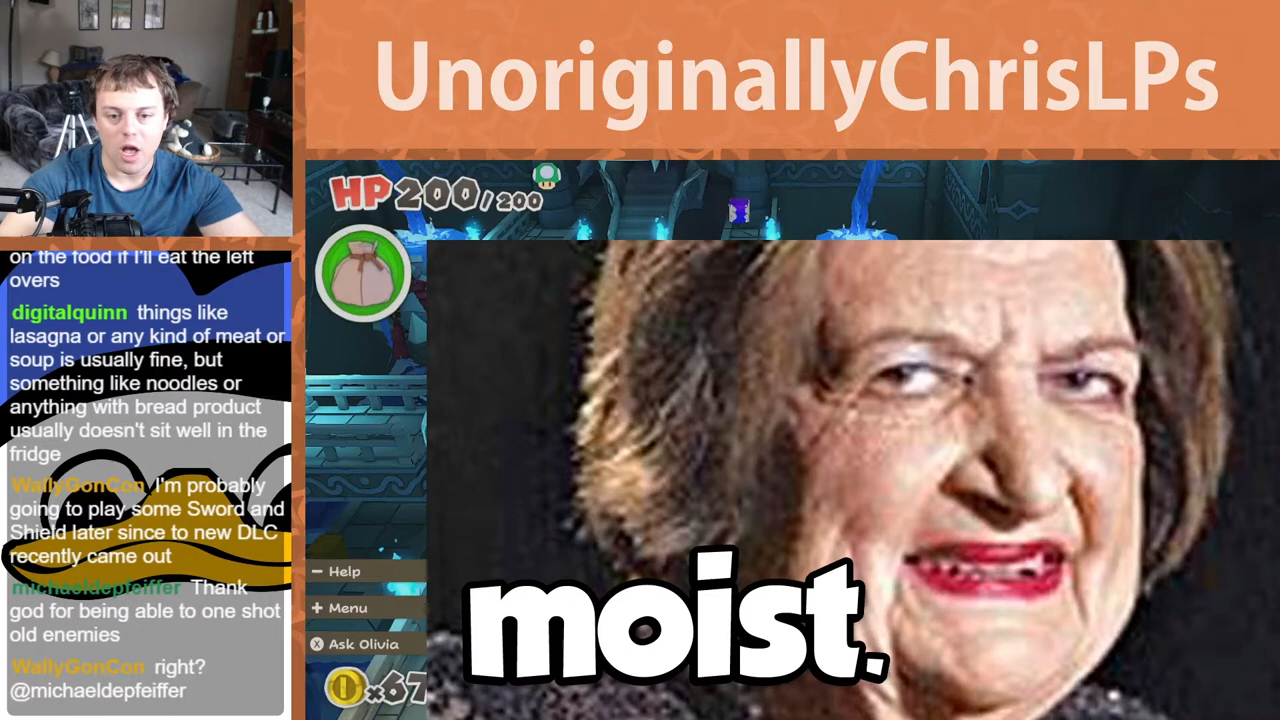 UnoriginallyChrisLPs
HP 200/200
on the food if I'll eat the left
overs
digitalquinn things like
lasagna or any kind of meat or
soup is usually fine, but
something like noodles or
anything with bread product
usually doesn't sit well in the
fridge
WallyGonCon I'm probably
going to play some Sword and
Shield later since to new DLC
recently came out
michaeldepfeiffer Thank
god for being able to one shot
old enemies
WallyGonCon right?
@michaeldepfeiffer
− Help
+ Menu
X Ask Olivia
×67
moist.